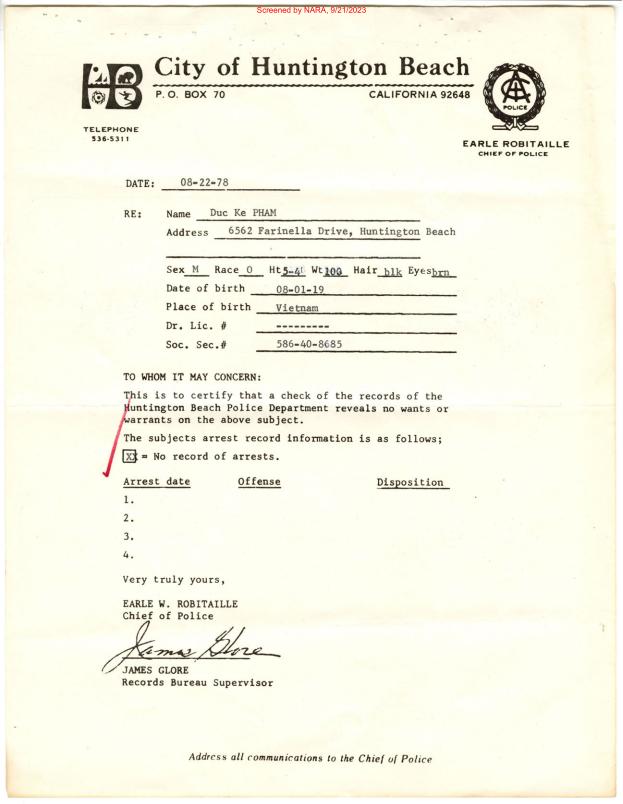 Screened by NARA, 9/21/2023
HB
City of Huntington Beach
P. O. BOX 70 CALIFORNIA 92648
POLICE
TELEPHONE
536-5311
EARLE ROBITAILLE
CHIEF OF POLICE
DATE: 08-22-78
RE: Name Duc Ke PHAM
Address 6562 Farinella Drive, Huntington Beach
Sex M Race O Ht 5-4 Wt 100 Hair blk Eyes brn
Date of birth 08-01-19
Place of birth Vietnam
Dr. Lic. # ---------
Soc. Sec.# 586-40-8685
TO WHOM IT MAY CONCERN:
This is to certify that a check of the records of the
Huntington Beach Police Department reveals no wants or
warrants on the above subject.
The subjects arrest record information is as follows;
XX = No record of arrests.
Arrest date Offense Disposition
1.
2.
3.
4.
Very truly yours,
EARLE W. ROBITAILLE
Chief of Police
James Glore
JAMES GLORE
Records Bureau Supervisor
Address all communications to the Chief of Police